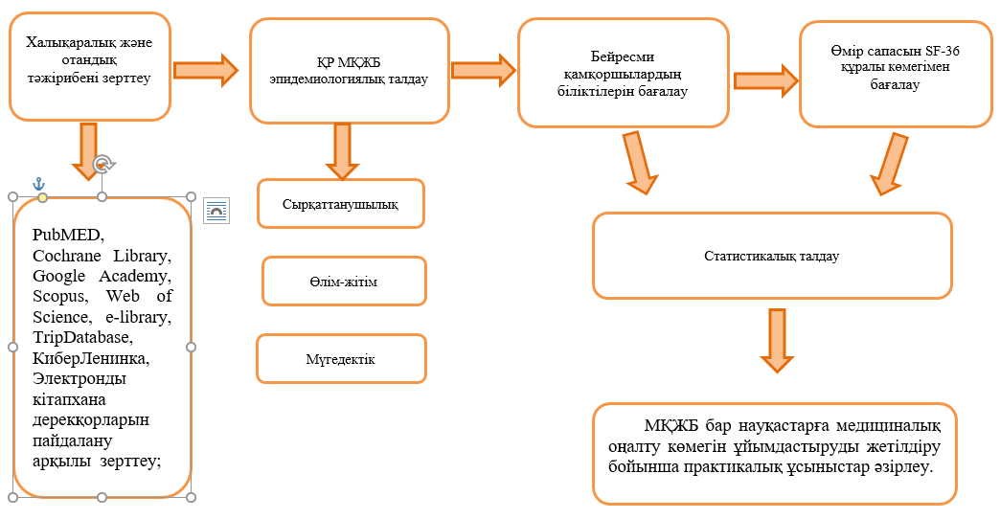 Халықаралық және
отандық
тәжірибені зерттеу
ҚР МҚЖБ
эпидемиологиялық талдау
Бейресми
қамқоршылардың
біліктілерін бағалау
Өмір сапасын SF-36
құралы көмегімен
бағалау
PubMED,
Cochrane Library,
Google Academy,
Scopus, Web of
Science, e-library,
TripDatabase,
КиберЛенинка,
Электронды
кітапхана
дерекқорларын
пайдалану
арқылы зерттеу;
Сырқаттанушылық
Өлім-жітім
Мүгедектік
Статистикалық талдау
МҚЖБ бар науқастарға медициналық
оңалту көмегін ұйымдастыруды жетілдіру
бойынша практикалық ұсыныстар әзірлеу.